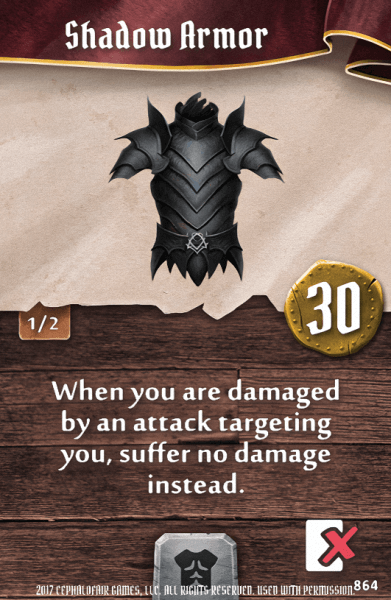 Shadow Armor
30
1/2
When you are damaged
by an attack targeting
you, suffer no damage
instead.
864
2017 CEPHALOFAIR GAMES, LLC. ALL RIGHTS RESERVED. USED WITH PERMISSION.